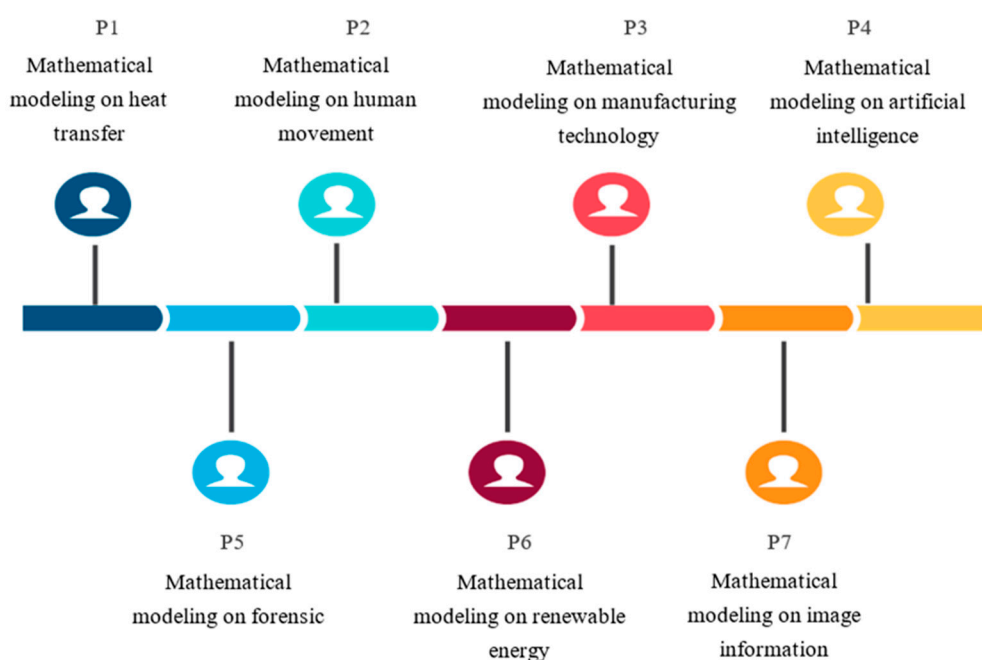 P1
Mathematical
modeling on heat
transfer
P2
Mathematical
modeling on human
movement
P3
Mathematical
modeling on manufacturing
technology
P4
Mathematical
modeling on artificial
intelligence
P5
Mathematical
modeling on forensic
P6
Mathematical
modeling on renewable
energy
P7
Mathematical
modeling on image
information